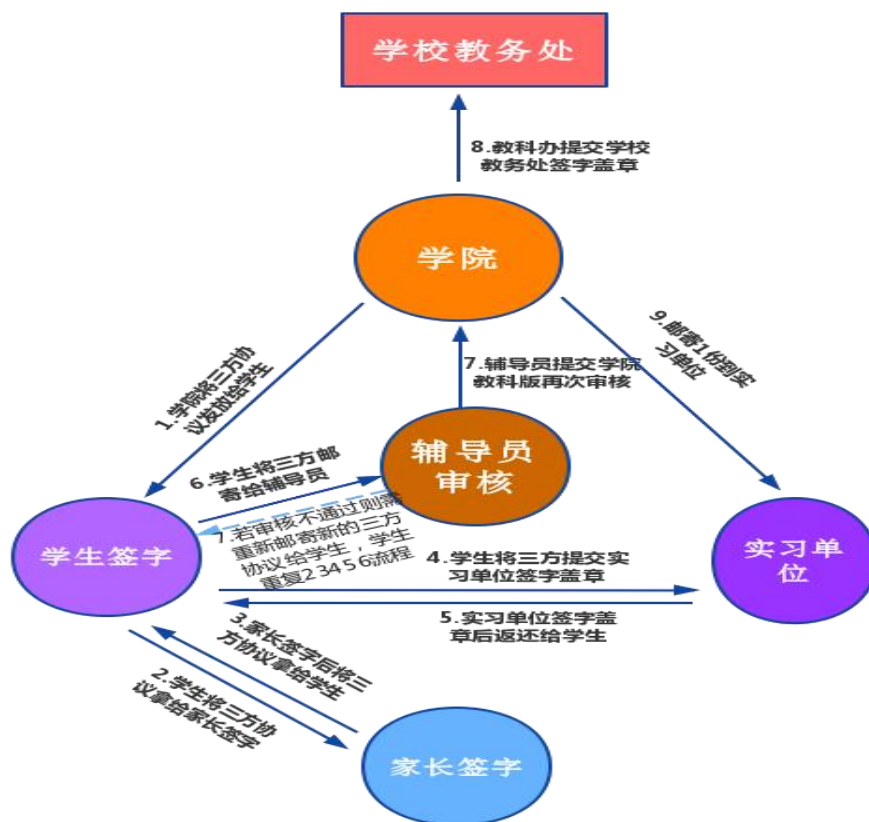 学校教务处
8.教科办提交学校
教务处签字盖章
学院
1.学院将三方协
议发放给学生
7.辅导员提交学院
教科版再次审核
9.邮寄1份到实
习单位
6.学生将三方邮
寄给辅导员
辅导员
审核
7.若审核不通过则需
重新邮寄新的三方
协议给学生，学生
重复23456流程
学生签字
4.学生将三方提交实
习单位签字盖章
实习单
位
5.实习单位签字盖
章后返还给学生
3.家长签字后将三
方协议拿给学生
2.学生将三方协
议拿给家长签字
家长签字